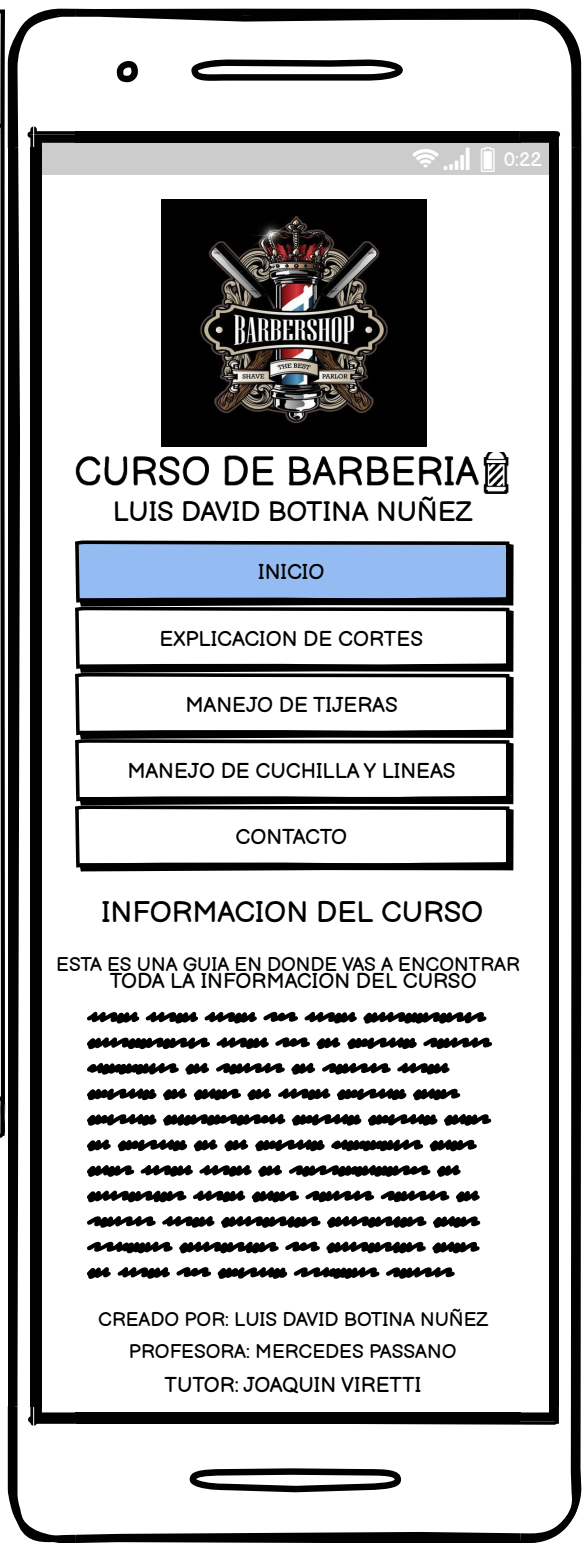 0:22
BARBERSHOP
THE BEST
SHAVE PARLOR
CURSO DE BARBERIA
LUIS DAVID BOTINA NUÑEZ
INICIO
EXPLICACION DE CORTES
MANEJO DE TIJERAS
MANEJO DE CUCHILLA Y LINEAS
CONTACTO
INFORMACION DEL CURSO
ESTA ES UNA GUIA EN DONDE VAS A ENCONTRAR
TODA LA INFORMACION DEL CURSO
CREADO POR: LUIS DAVID BOTINA NUÑEZ
PROFESORA: MERCEDES PASSANO
TUTOR: JOAQUIN VIRETTI